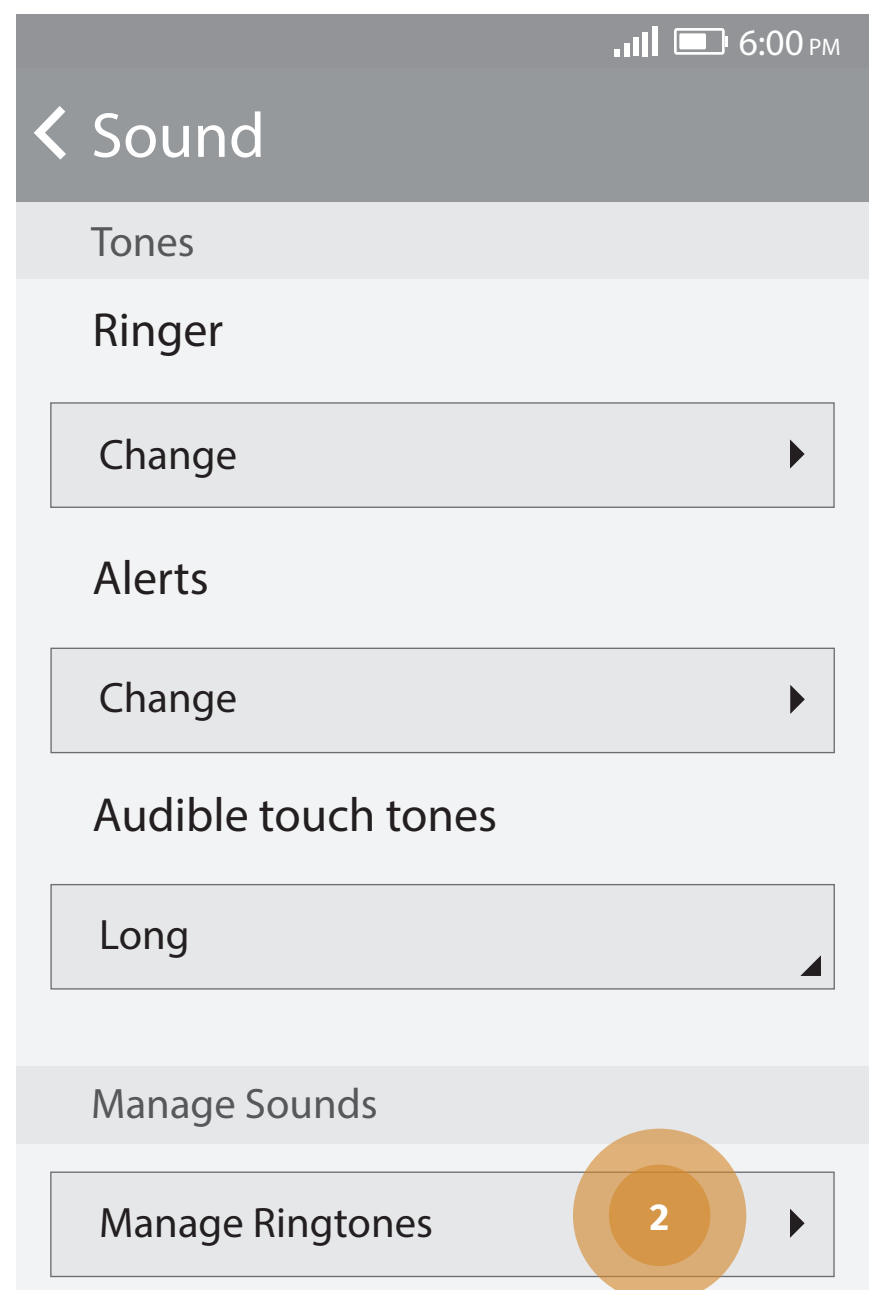 6:00 PM
Sound
Tones
Ringer
Change
Alerts
Change
Audible touch tones
Long
Manage Sounds
Manage Ringtones 2